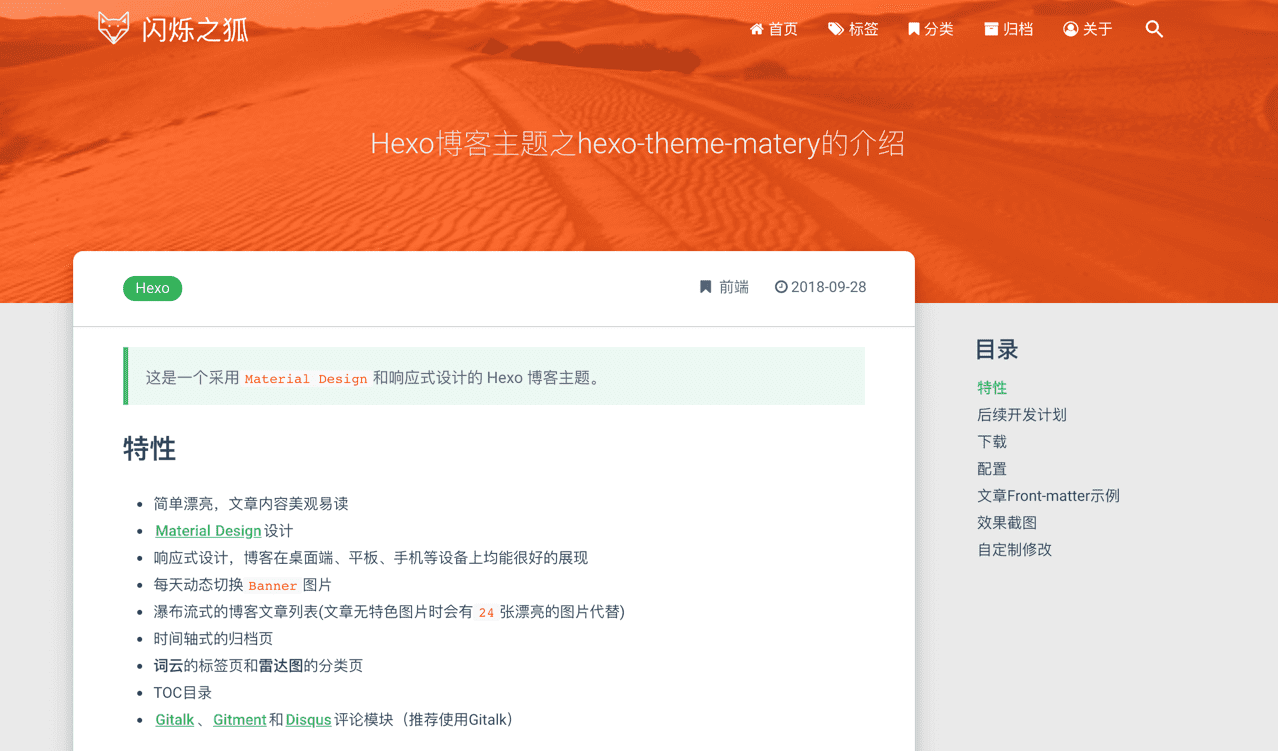 闪烁之狐
首页 标签 分类 归档 关于
Hexo博客主题之hexo-theme-matery的介绍
Hexo 前端 2018-09-28
这是一个采用 Material Design 和响应式设计的 Hexo 博客主题。
特性
简单漂亮，文章内容美观易读
Material Design 设计
响应式设计，博客在桌面端、平板、手机等设备上均能很好的展现
每天动态切换 Banner 图片
瀑布流式的博客文章列表(文章无特色图片时会有 24 张漂亮的图片代替)
时间轴式的归档页
词云的标签页和雷达图的分类页
TOC目录
Gitalk、Gitment和Disqus评论模块（推荐使用Gitalk）
目录
特性
后续开发计划
下载
配置
文章Front-matter示例
效果截图
自定制修改